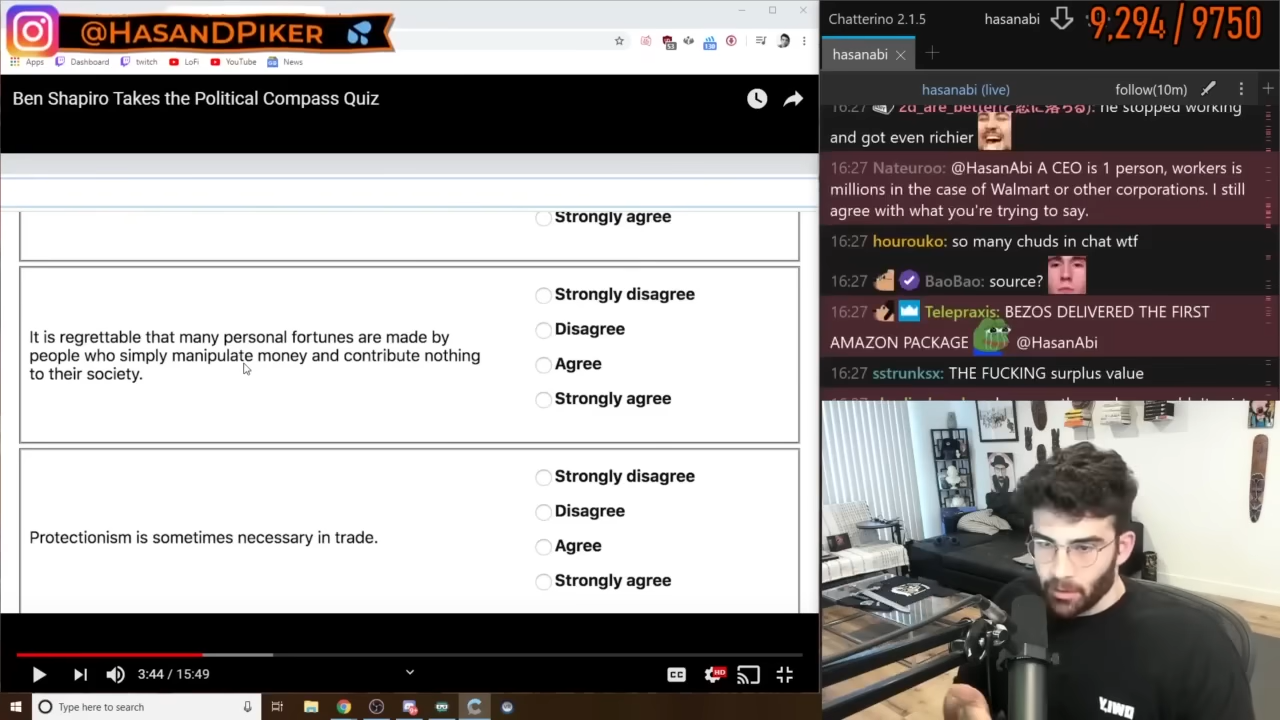 @HASANDPIKER
Apps
Dashboard
twitch
LoFi
YouTube
News
Ben Shapiro Takes the Political Compass Quiz
Strongly agree
It is regrettable that many personal fortunes are made by
people who simply manipulate money and contribute nothing
to their society.
Strongly disagree
Disagree
Agree
Strongly agree
Protectionism is sometimes necessary in trade.
Strongly disagree
Disagree
Agree
Strongly agree
3:44 / 15:49
CC
HD
Type here to search
Chatterino 2.1.5
hasanabi
9,294 / 9750
hasanabi
hasanabi (live)
follow(10m)
16:27 he stopped working
and got even richier
16:27 Nateuroo: @HasanAbi A CEO is 1 person, workers is
millions in the case of Walmart or other corporations. I still
agree with what you're trying to say.
16:27 hourouko: so many chuds in chat wtf
16:27 BaoBao: source?
16:27 Telepraxis: BEZOS DELIVERED THE FIRST
AMAZON PACKAGE @HasanAbi
16:27 sstrunksx: THE FUCKING surplus value